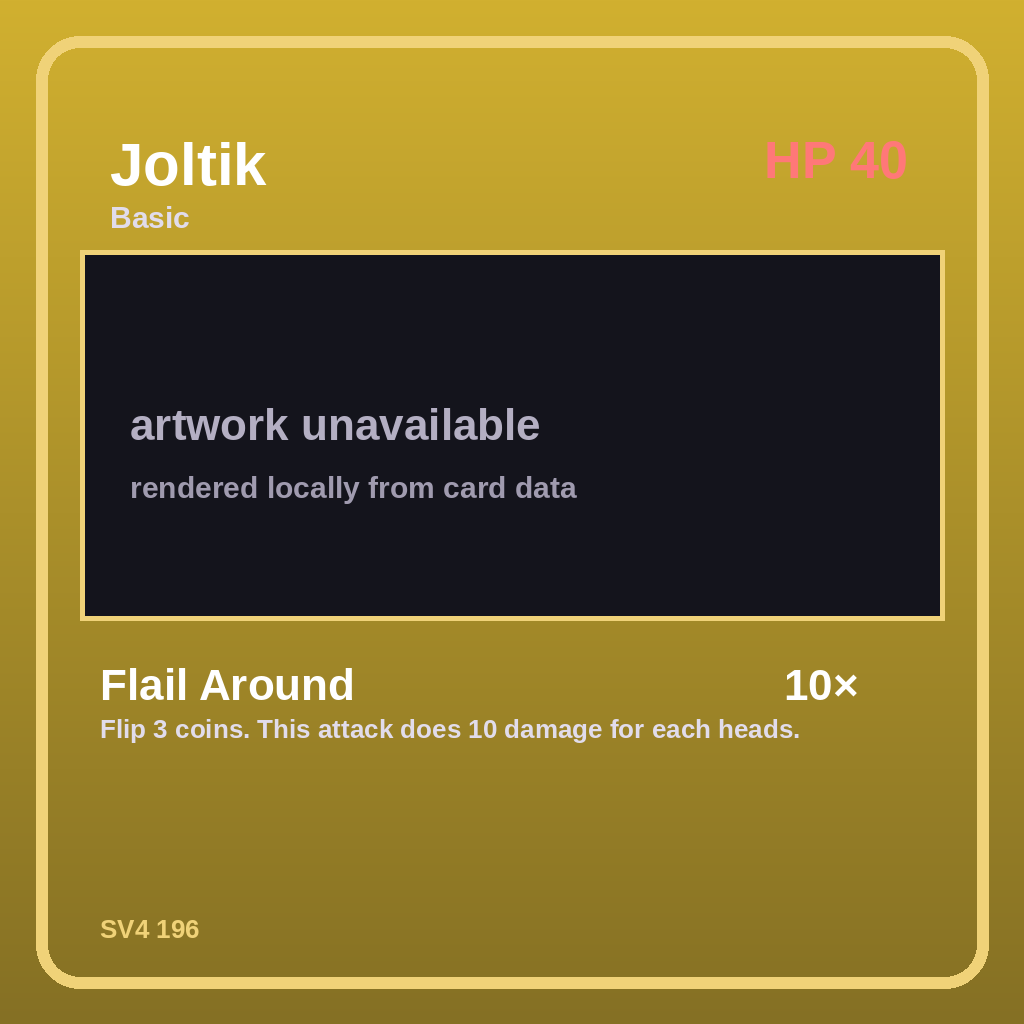 Joltik
HP 40
Basic
artwork unavailable
rendered locally from card data
Flail Around
10×
Flip 3 coins. This attack does 10 damage for each heads.
SV4 196